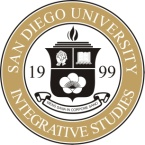 SAN DIEGO UNIVERSITY
19 99
INTEGRATIVE STUDIES